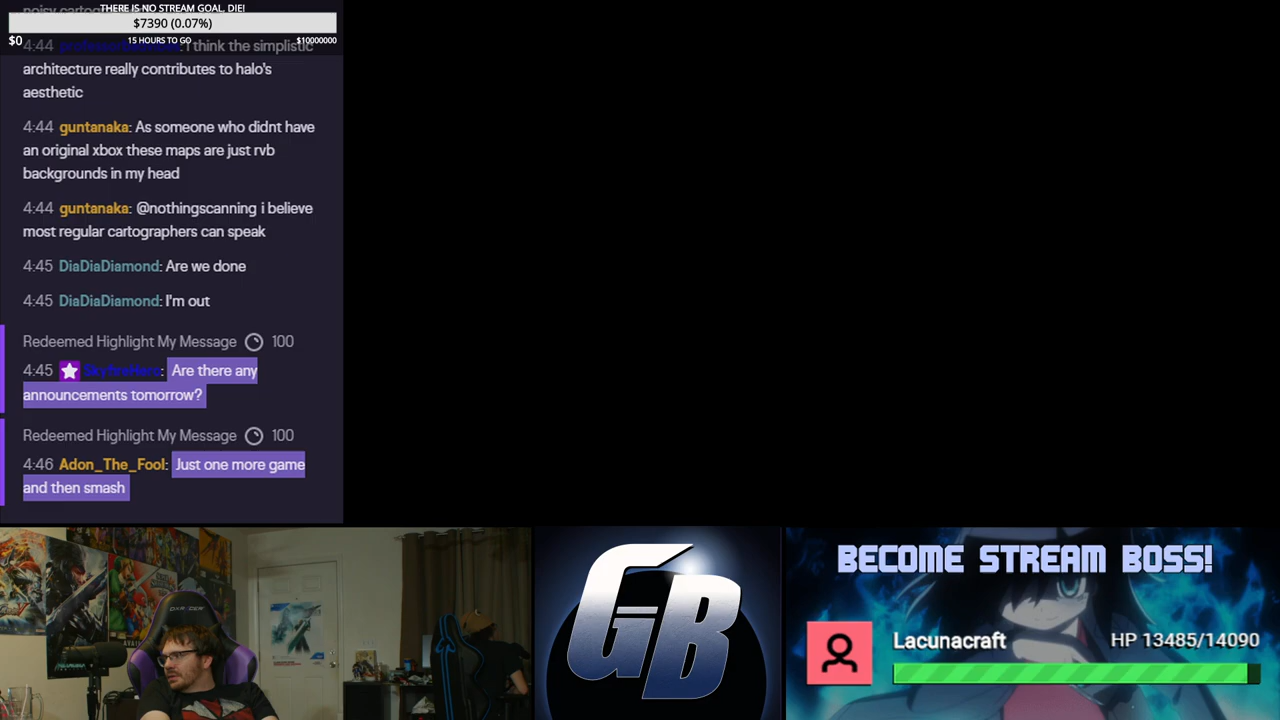 THERE IS NO STREAM GOAL. DIE!
$7390 (0.07%)
$0 15 HOURS TO GO $10000000
noisy
4:44 : I think the simplistic
architecture really contributes to halo's
aesthetic
4:44 guntanaka: As someone who didnt have
an original xbox these maps are just rvb
backgrounds in my head
4:44 guntanaka: @nothingscanning i believe
most regular cartographers can speak
4:45 DiaDiaDiamond: Are we done
4:45 DiaDiaDiamond: I'm out
Redeemed Highlight My Message 100
4:45 : Are there any
announcements tomorrow?
Redeemed Highlight My Message 100
4:46 Adon_The_Fool: Just one more game
and then smash
DXRACER
GB
BECOME STREAM BOSS!
Lacunacraft HP 13485/14090